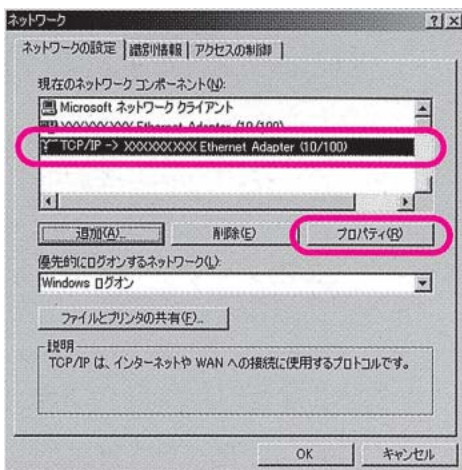 ネットワーク
ネットワークの設定 識別情報 アクセスの制御
現在のネットワーク コンポーネント(N):
Microsoft ネットワーク クライアント
XXXXXXXXX Ethernet Adapter (10/100)
TCP/IP -> XXXXXXXXX Ethernet Adapter (10/100)
追加(A)... 削除(E) プロパティ(R)
優先的にログオンするネットワーク(L):
Windows ログオン
ファイルとプリンタの共有(F)...
説明
TCP/IP は、インターネットや WAN への接続に使用するプロトコルです。
OK キャンセル